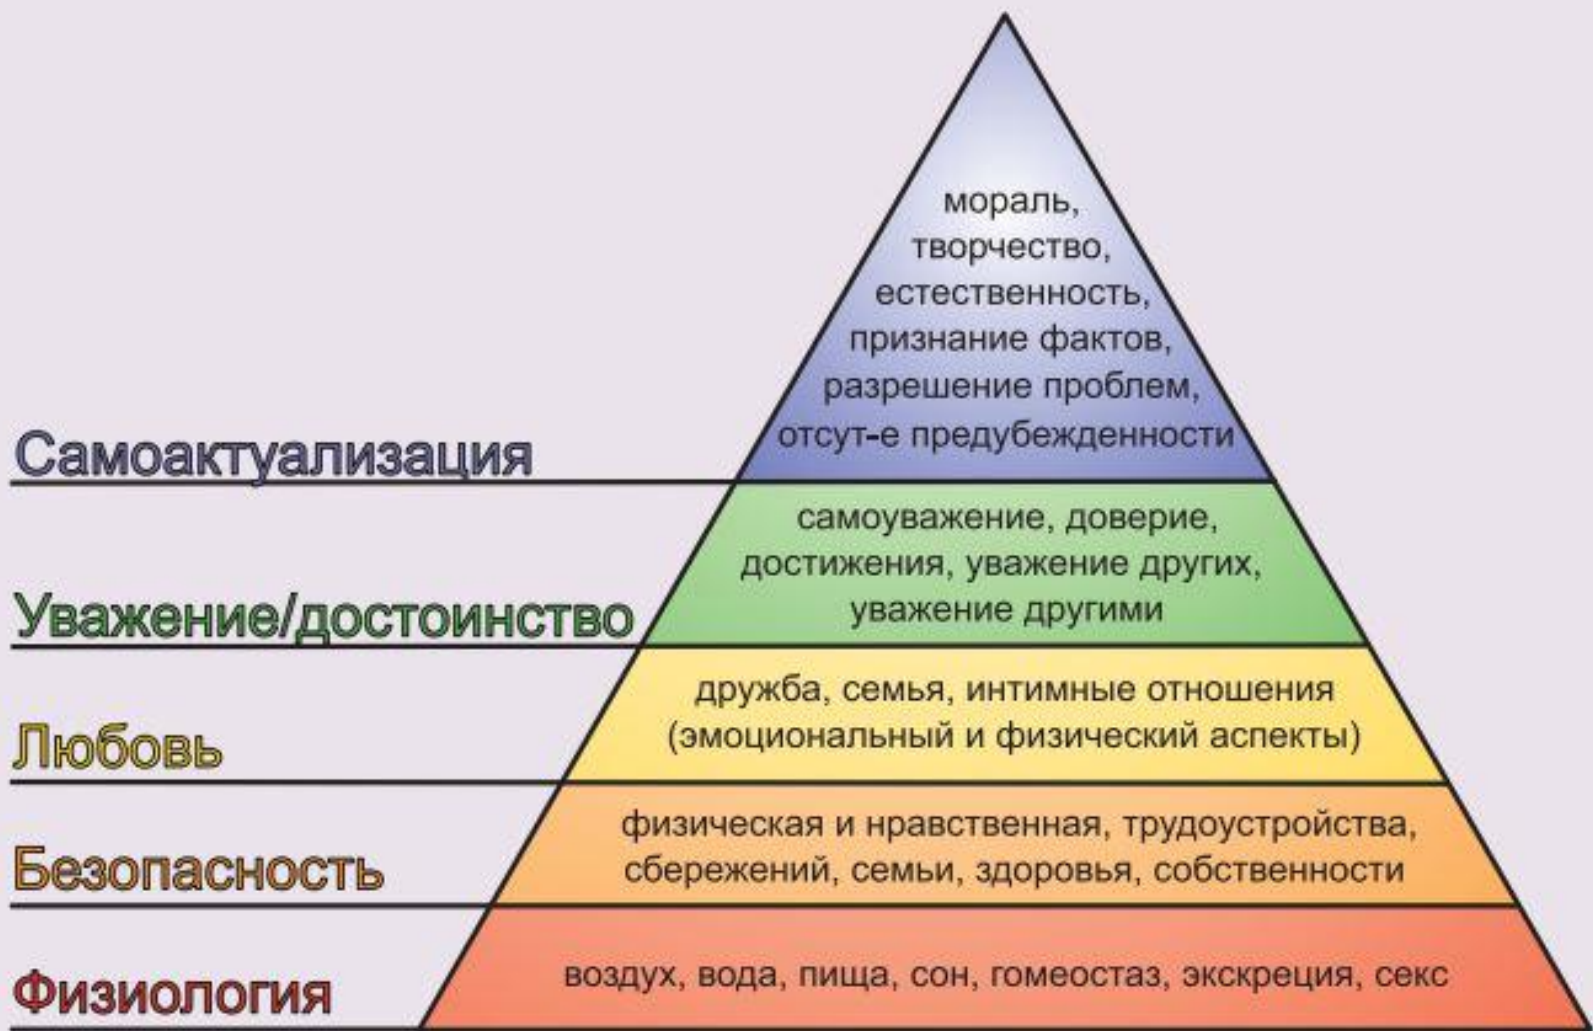 мораль,
творчество,
естественность,
признание фактов,
разрешение проблем,
отсут-е предубежденности
Самоактуализация
самоуважение, доверие,
достижения, уважение других,
уважение другими
Уважение/достоинство
дружба, семья, интимные отношения
(эмоциональный и физический аспекты)
Любовь
физическая и нравственная, трудоустройства,
сбережений, семьи, здоровья, собственности
Безопасность
воздух, вода, пища, сон, гомеостаз, экскреция, секс
Физиология